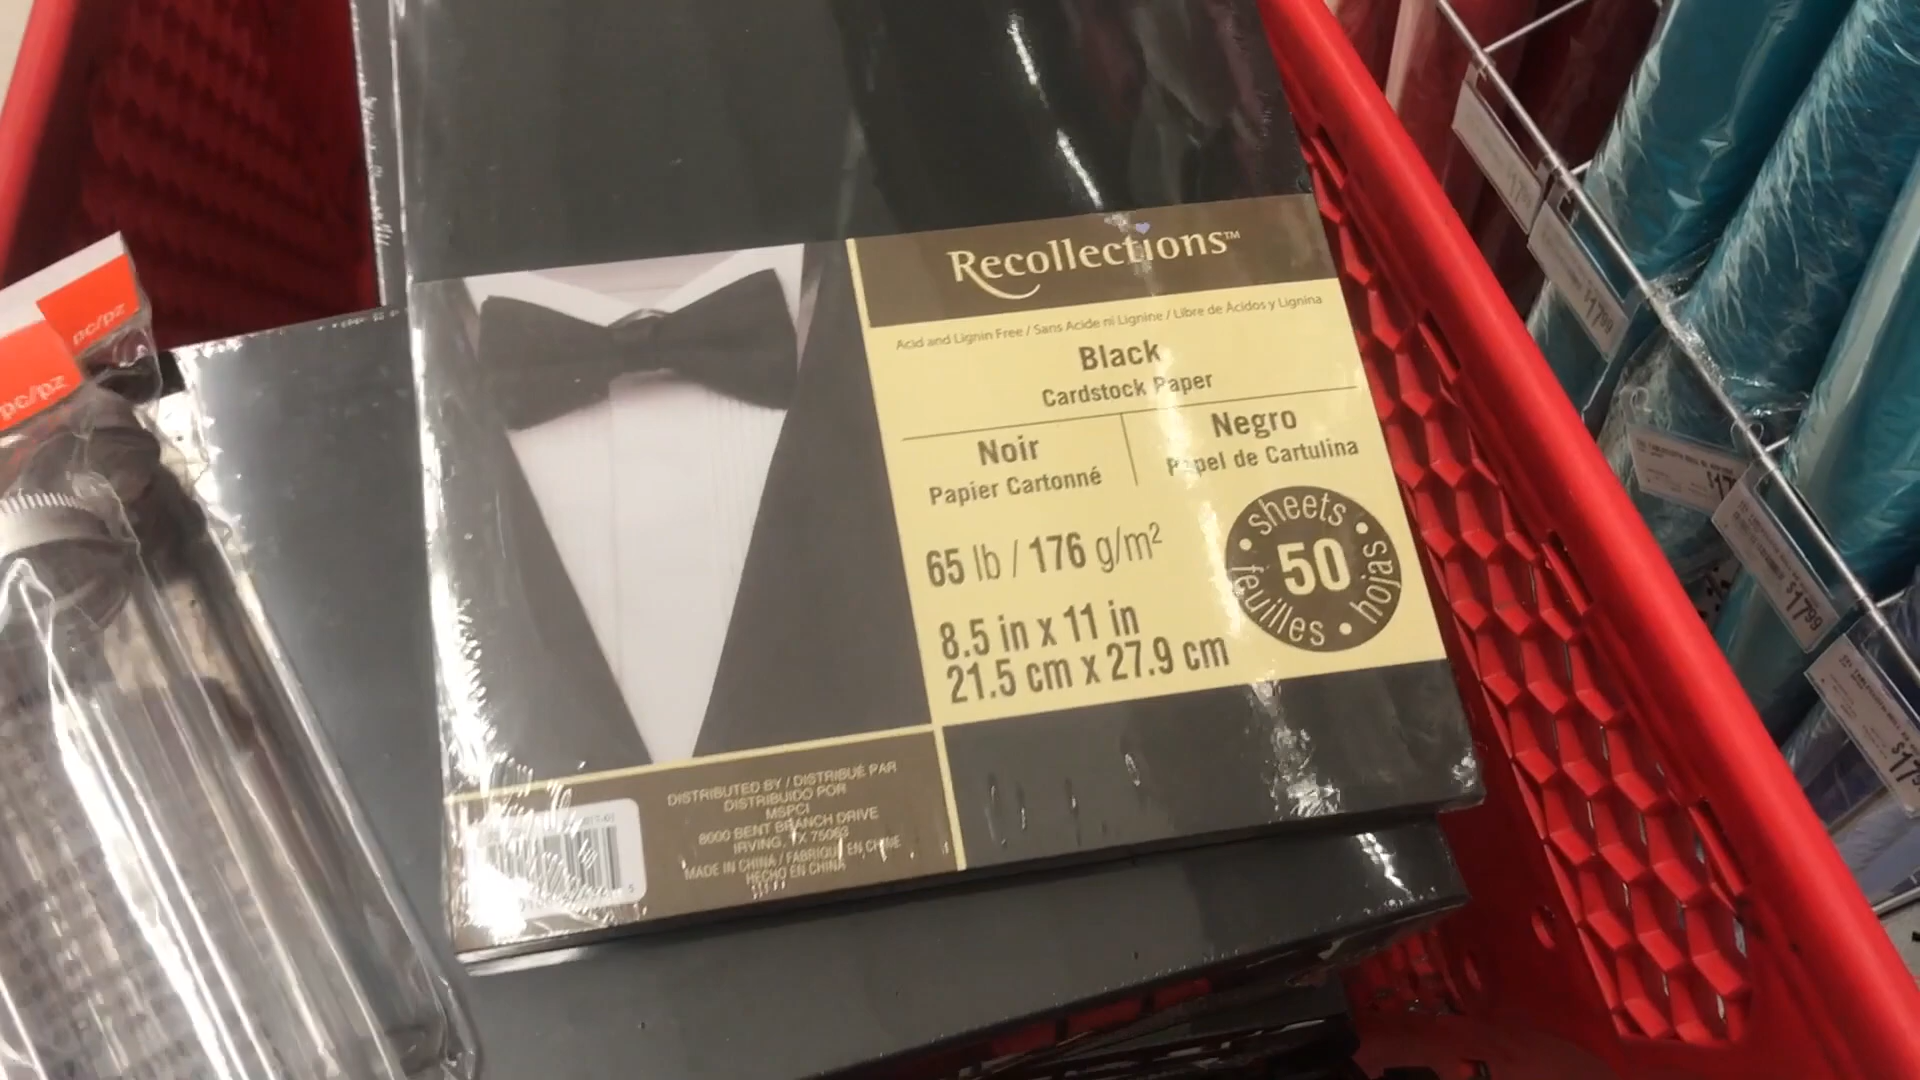 Recollections™
Acid and Lignin Free / Sans Acide ni Lignine / Libre de Ácidos y Lignina
Black
Cardstock Paper
Noir
Papier Cartonné
Negro
Papel de Cartulina
65 lb / 176 g/m²
8.5 in x 11 in
21.5 cm x 27.9 cm
• sheets • hojas • feuilles
50
DISTRIBUTED BY / DISTRIBUÉ PAR
DISTRIBUIDO POR
MSPCI
8000 BENT BRANCH DRIVE
IRVING, TX 75063
MADE IN CHINA / FABRIQUÉ EN CHINE
HECHO EN CHINA
pc/pz
pc/pz
$17.99
$17.99